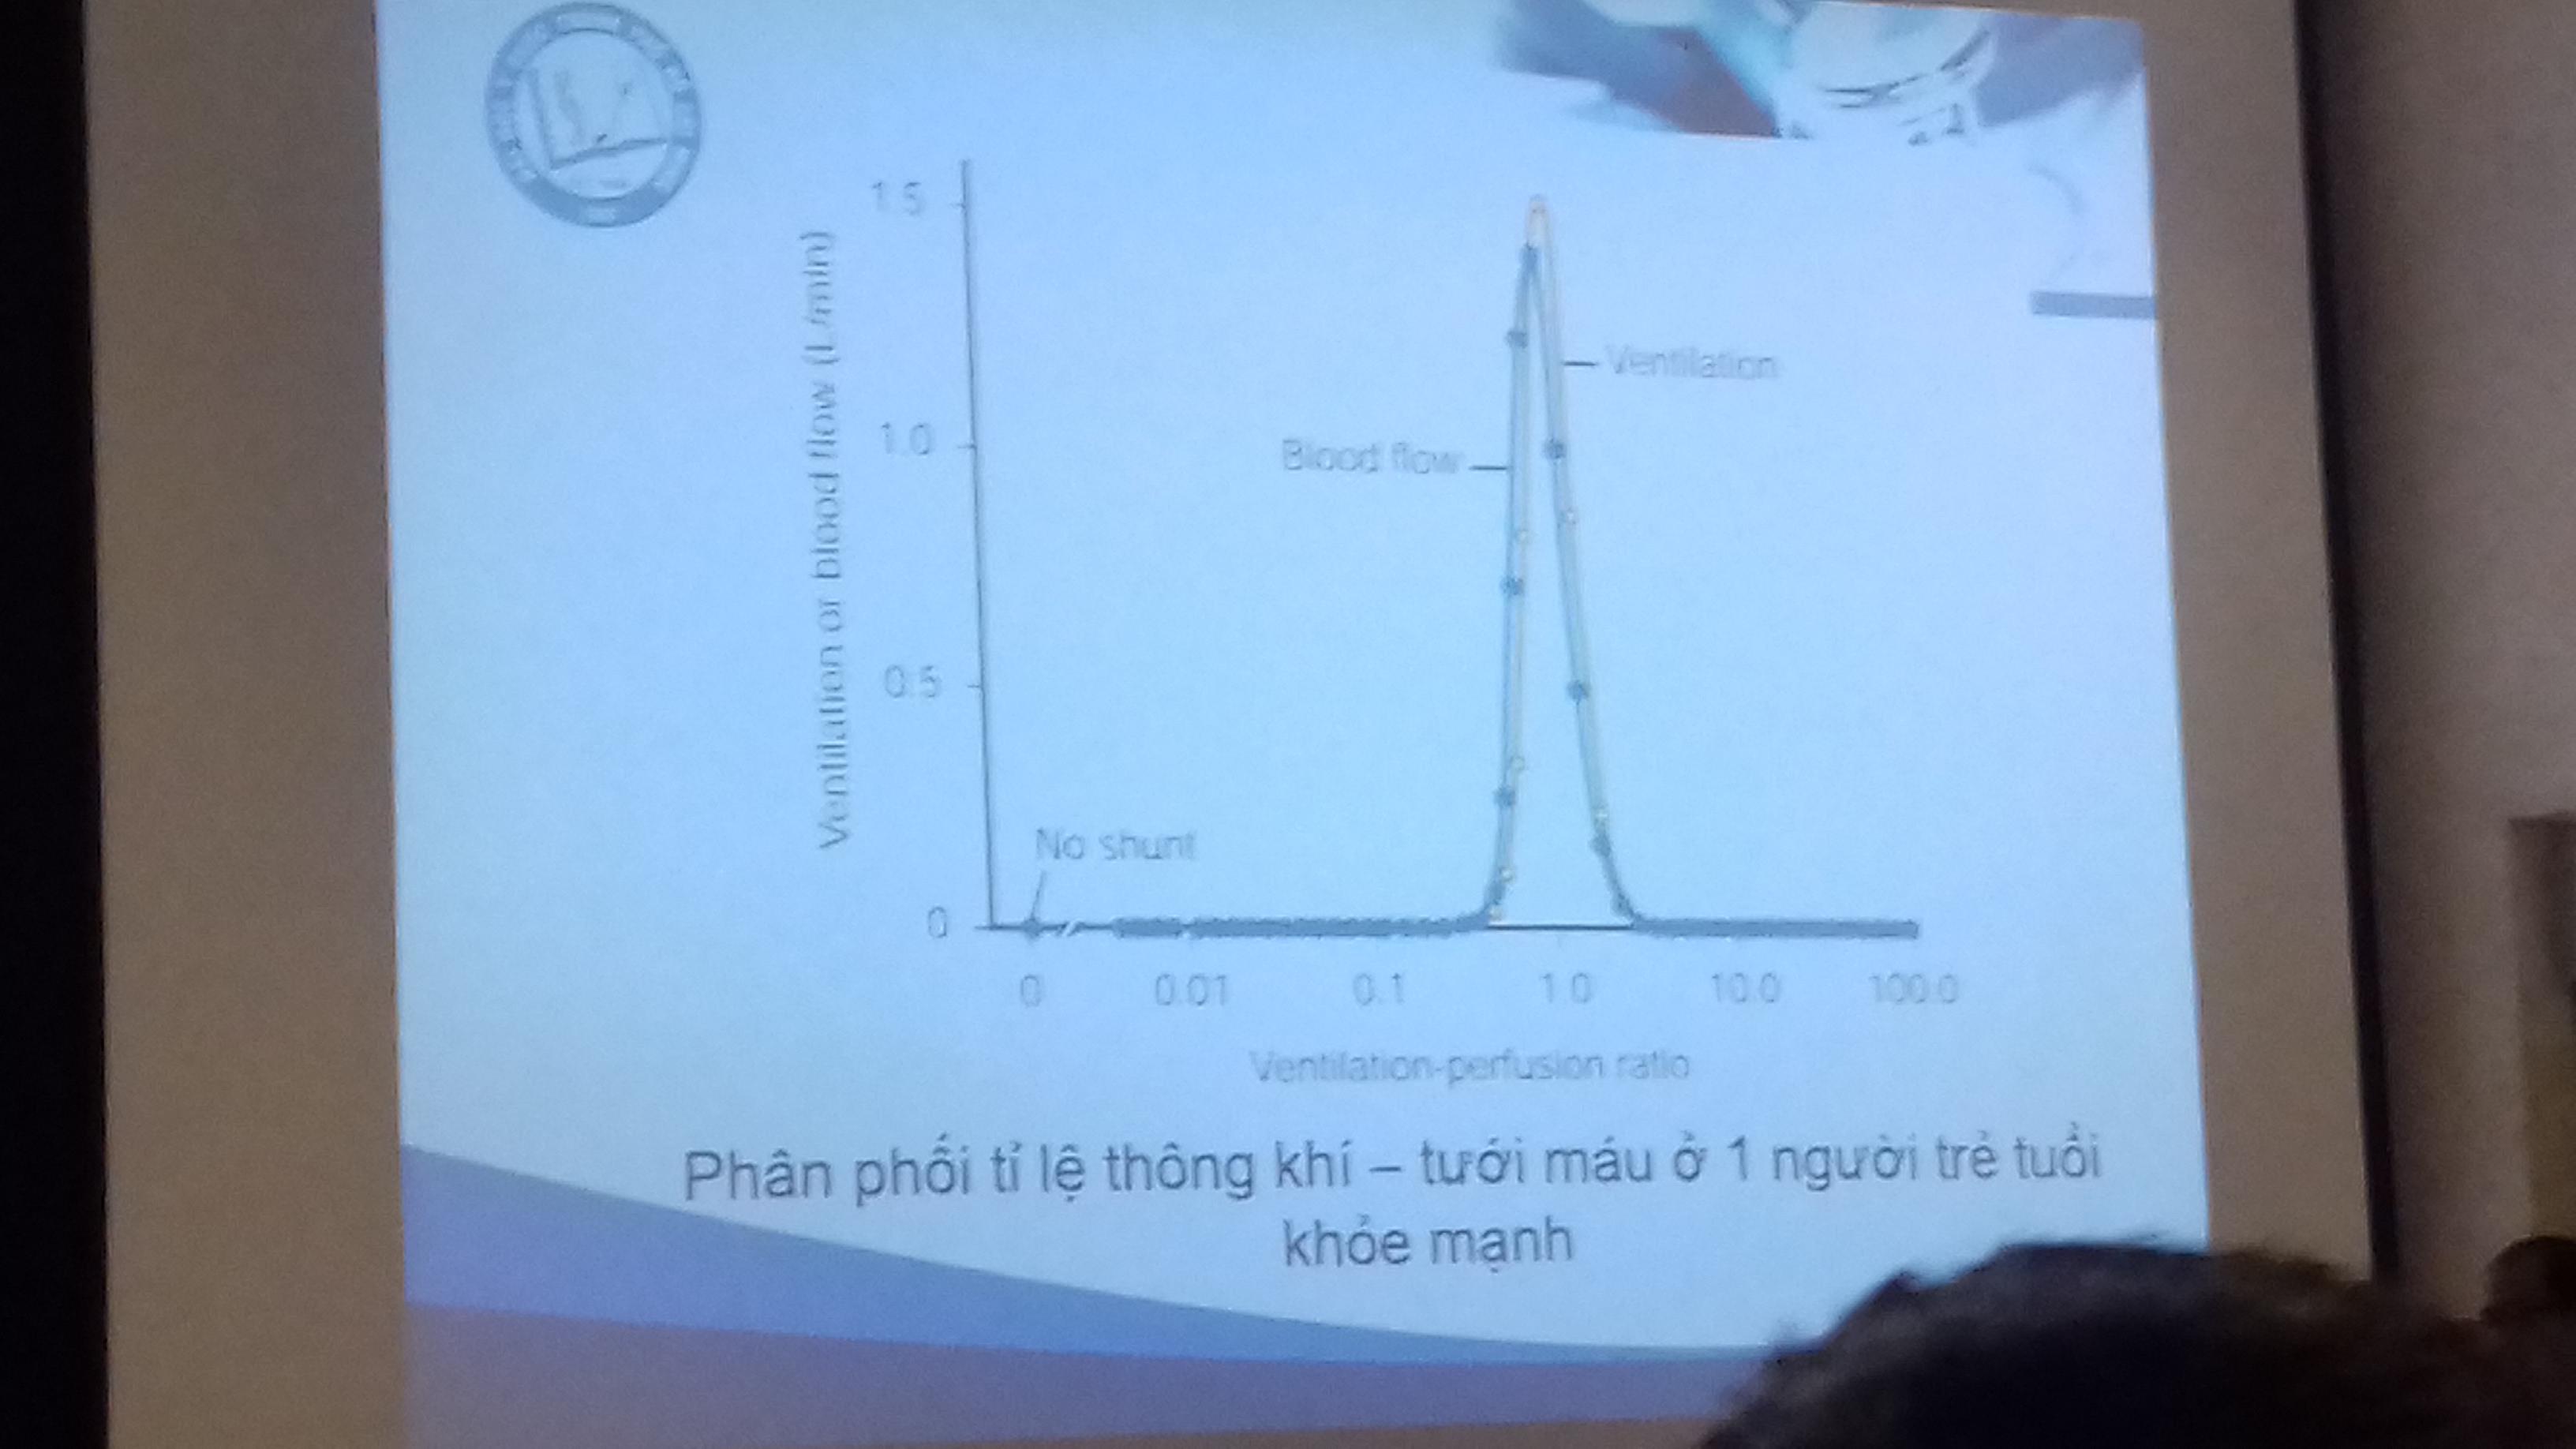 1.5
Ventilation or blood flow (L/min)
Ventilation
1.0
Blood flow
0.5
No shunt
0
0 0.01 0.1 1.0 10.0 100.0
Ventilation-perfusion ratio
Phân phối tỉ lệ thông khí – tưới máu ở 1 người trẻ tuổi
khỏe mạnh